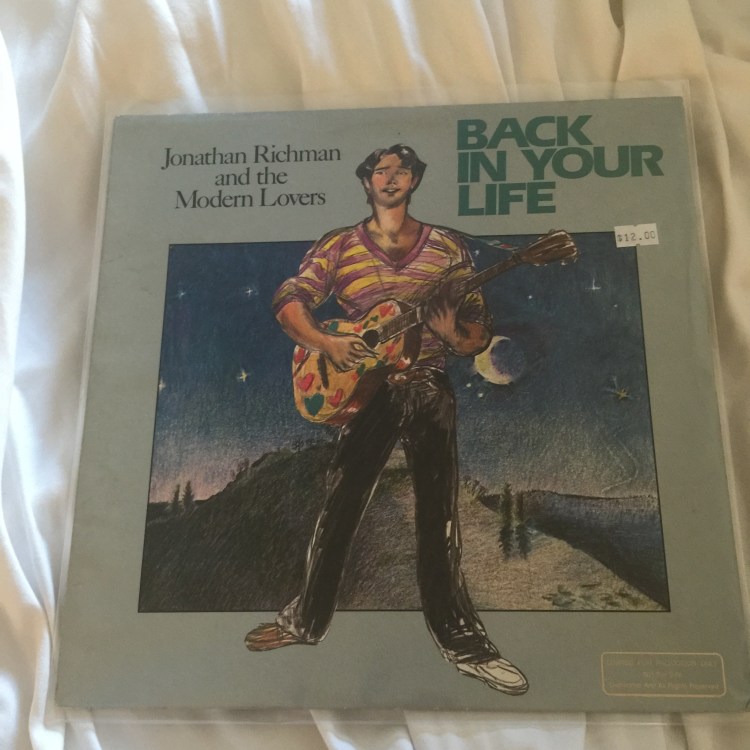 Jonathan Richman
and the
Modern Lovers
BACK
IN YOUR
LIFE
$12.00